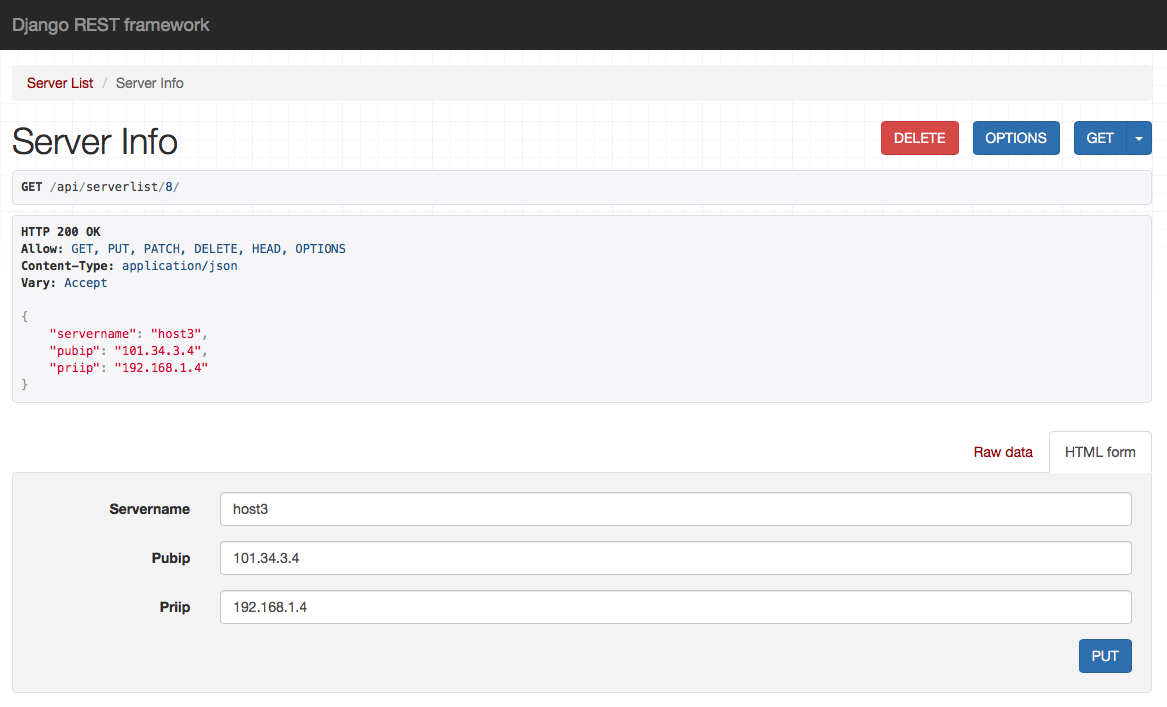 Django REST framework
Server List / Server Info
Server Info
DELETE
OPTIONS
GET
GET /api/serverlist/8/
HTTP 200 OK
Allow: GET, PUT, PATCH, DELETE, HEAD, OPTIONS
Content-Type: application/json
Vary: Accept
{
    "servername": "host3",
    "pubip": "101.34.3.4",
    "priip": "192.168.1.4"
}
Raw data
HTML form
Servername host3
Pubip 101.34.3.4
Priip 192.168.1.4
PUT